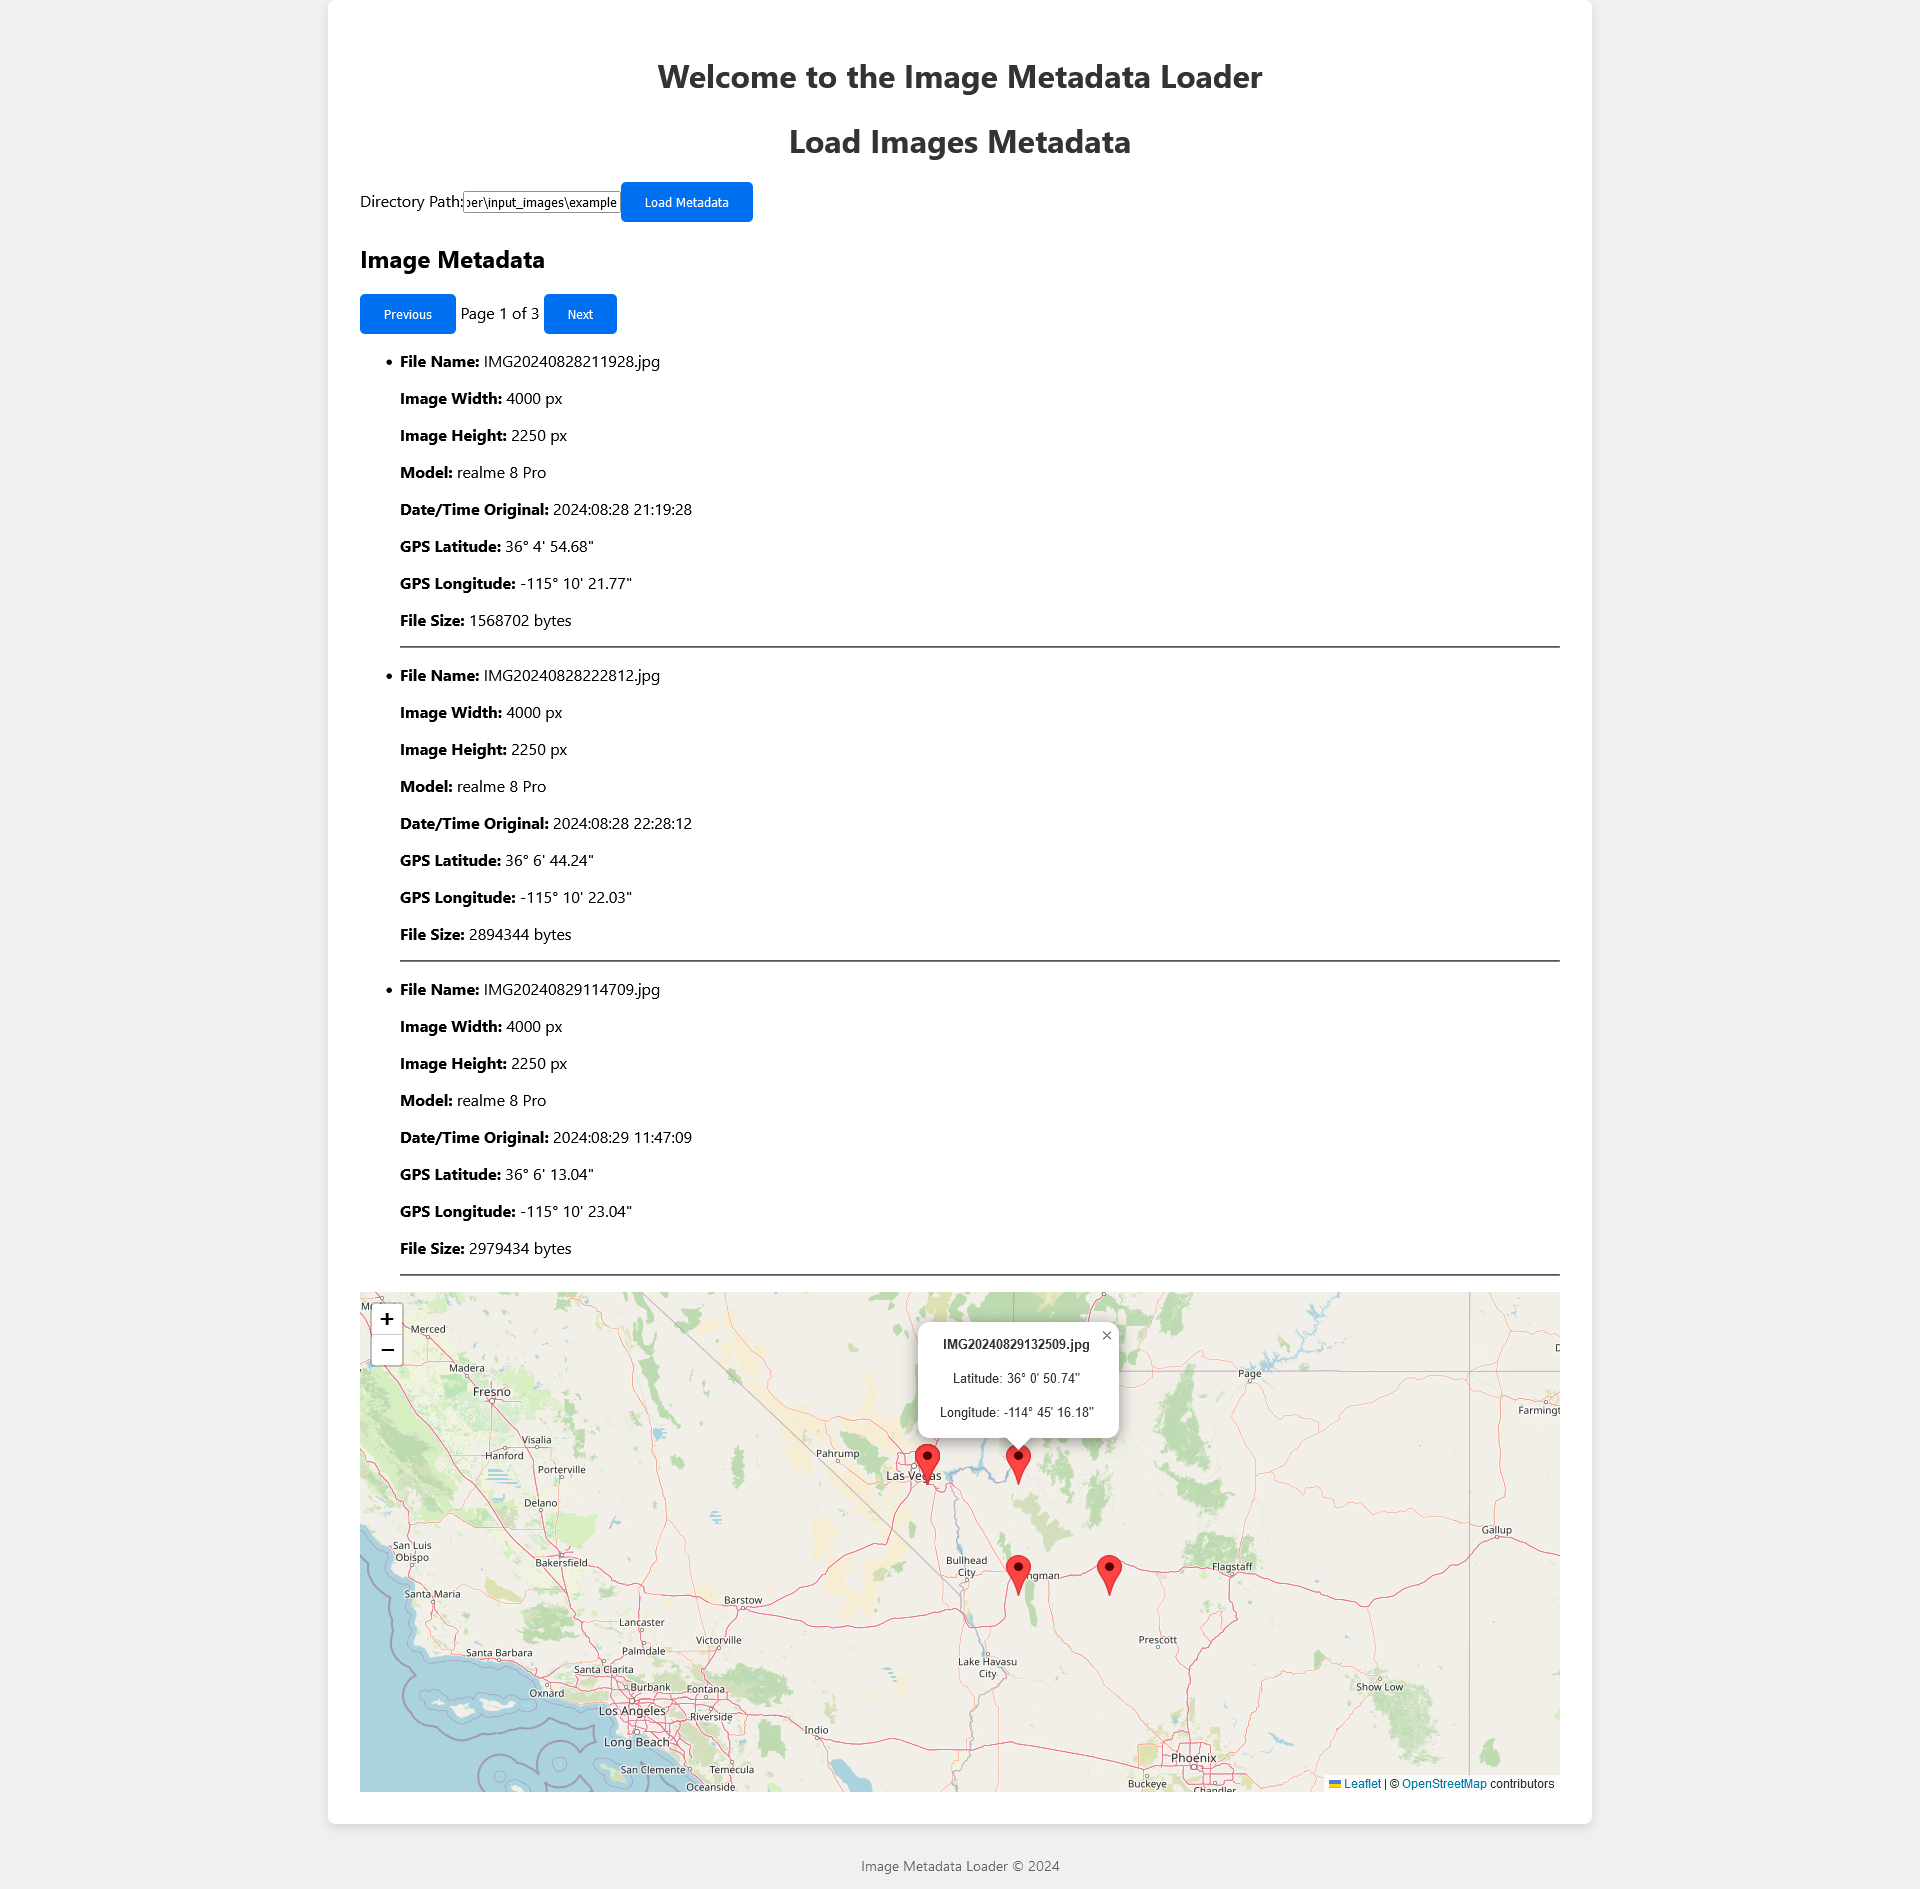 Welcome to the Image Metadata Loader
Load Images Metadata
Directory Path: per\input_images\example Load Metadata
Image Metadata
Previous Page 1 of 3 Next
• File Name: IMG20240828211928.jpg
Image Width: 4000 px
Image Height: 2250 px
Model: realme 8 Pro
Date/Time Original: 2024:08:28 21:19:28
GPS Latitude: 36° 4' 54.68"
GPS Longitude: -115° 10' 21.77"
File Size: 1568702 bytes
• File Name: IMG20240828222812.jpg
Image Width: 4000 px
Image Height: 2250 px
Model: realme 8 Pro
Date/Time Original: 2024:08:28 22:28:12
GPS Latitude: 36° 6' 44.24"
GPS Longitude: -115° 10' 22.03"
File Size: 2894344 bytes
• File Name: IMG20240829114709.jpg
Image Width: 4000 px
Image Height: 2250 px
Model: realme 8 Pro
Date/Time Original: 2024:08:29 11:47:09
GPS Latitude: 36° 6' 13.04"
GPS Longitude: -115° 10' 23.04"
File Size: 2979434 bytes
+
−
IMG20240829132509.jpg ×
Latitude: 36° 0' 50.74"
Longitude: -114° 45' 16.18"
Merced
Madera
Fresno
Page
Farmingt
Visalia
Hanford
Porterville
Pahrump
Las Vegas
Delano
Gallup
San Luis
Obispo
Bakersfield
Bullhead
City
ngman
Flagstaff
Santa Maria
Barstow
Lancaster
Victorville
Palmdale
Prescott
Santa Barbara
Santa Clarita
Lake Havasu
City
Oxnard
Burbank
Fontana
Show Low
Los Angeles
Riverside
Indio
Long Beach
Phoenix
San Clemente
Temecula
Oceanside
Buckeye
Chandler
Leaflet | © OpenStreetMap contributors
Image Metadata Loader © 2024